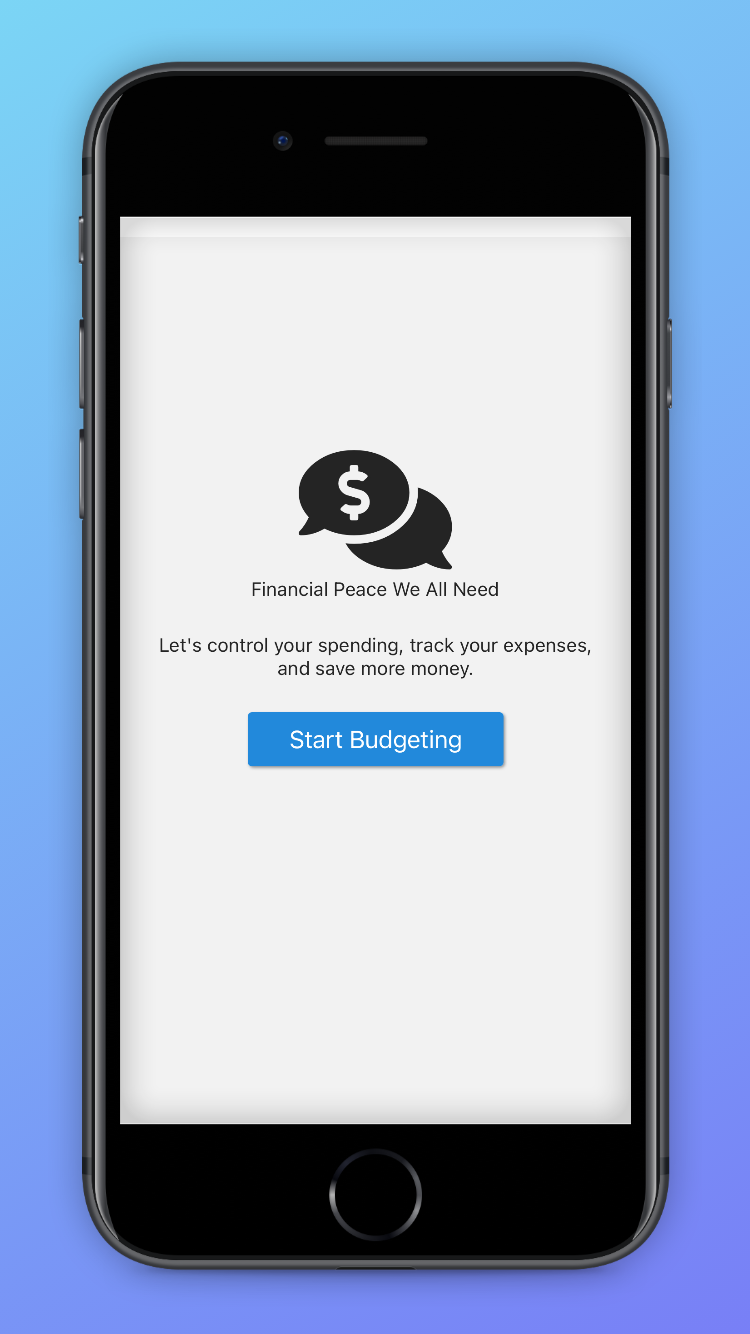 $
Financial Peace We All Need
Let's control your spending, track your expenses,
and save more money.
Start Budgeting